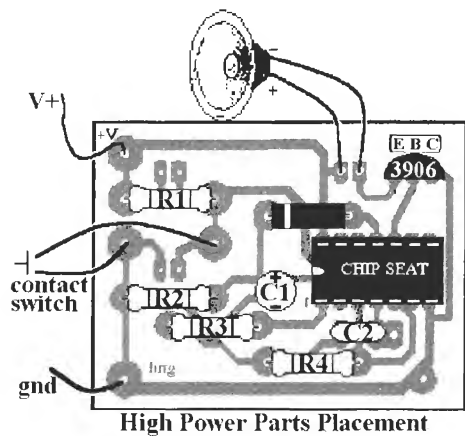 V+
+V
−
+
E B C
3906
R1
CHIP SEAT
contact
switch
+
C1
−
R2
R3
C2
R4
gnd
High Power Parts Placement